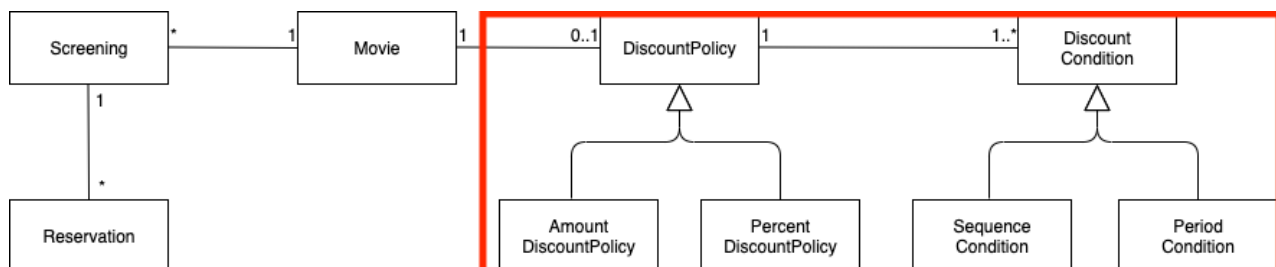 Screening
*
1
Movie
1
0..1
DiscountPolicy
1
1..*
Discount
Condition
1
*
Reservation
Amount
DiscountPolicy
Percent
DiscountPolicy
Sequence
Condition
Period
Condition